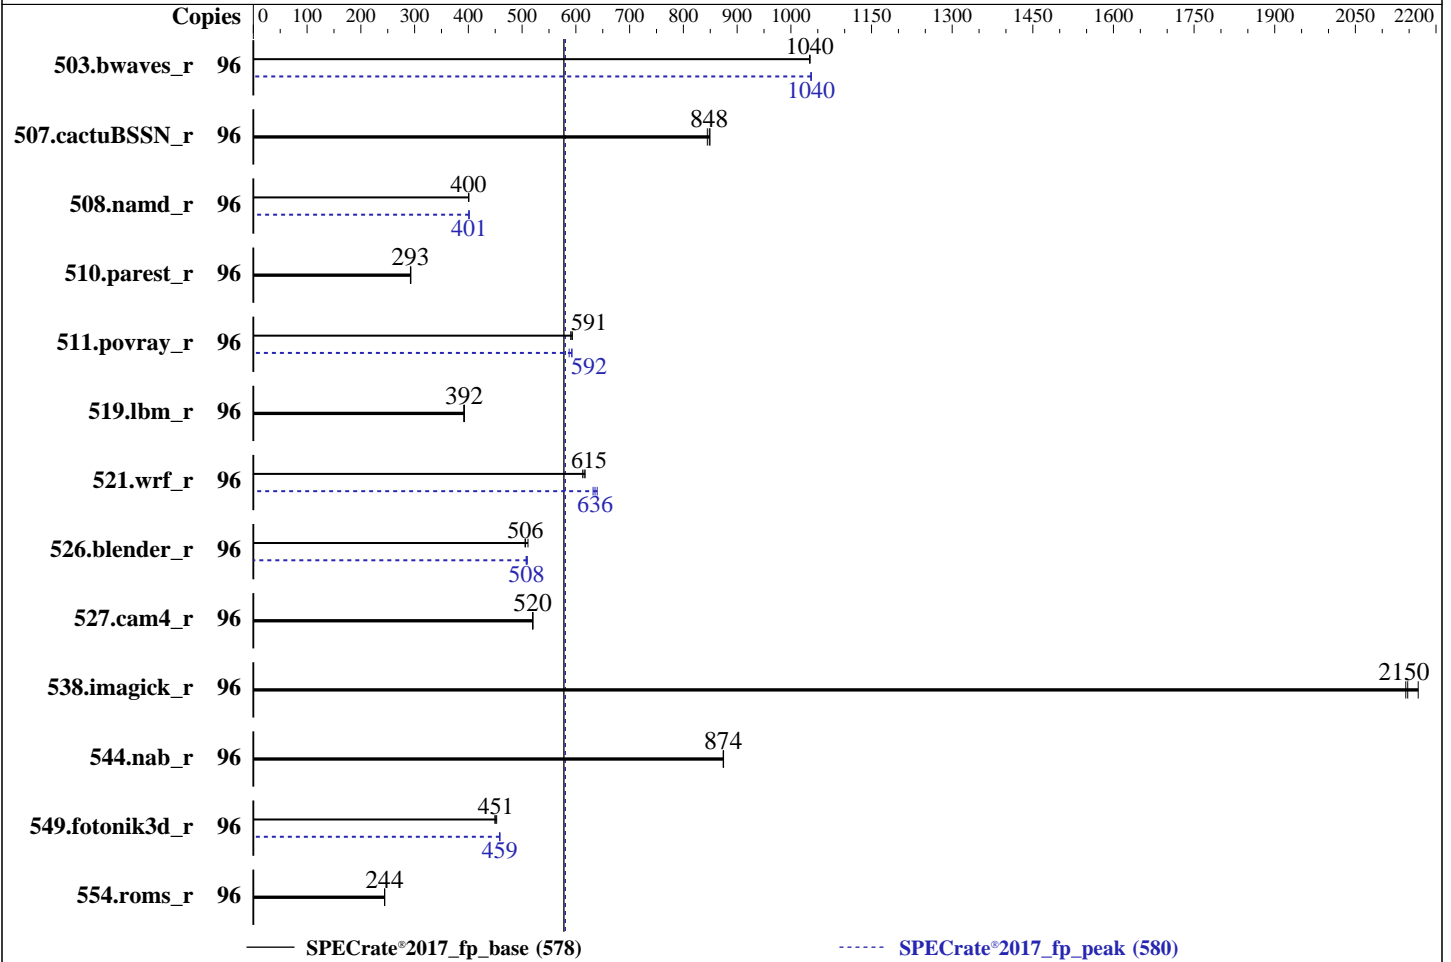 Copies 0 100 200 300 400 500 600 700 800 900 1000 1150 1300 1450 1600 1750 1900 2050 2200
503.bwaves_r 96 1040
1040
507.cactuBSSN_r 96 848
508.namd_r 96 400
401
510.parest_r 96 293
511.povray_r 96 591
592
519.lbm_r 96 392
521.wrf_r 96 615
636
526.blender_r 96 506
508
527.cam4_r 96 520
538.imagick_r 96 2150
544.nab_r 96 874
549.fotonik3d_r 96 451
459
554.roms_r 96 244
SPECrate®2017_fp_base (578) SPECrate®2017_fp_peak (580)